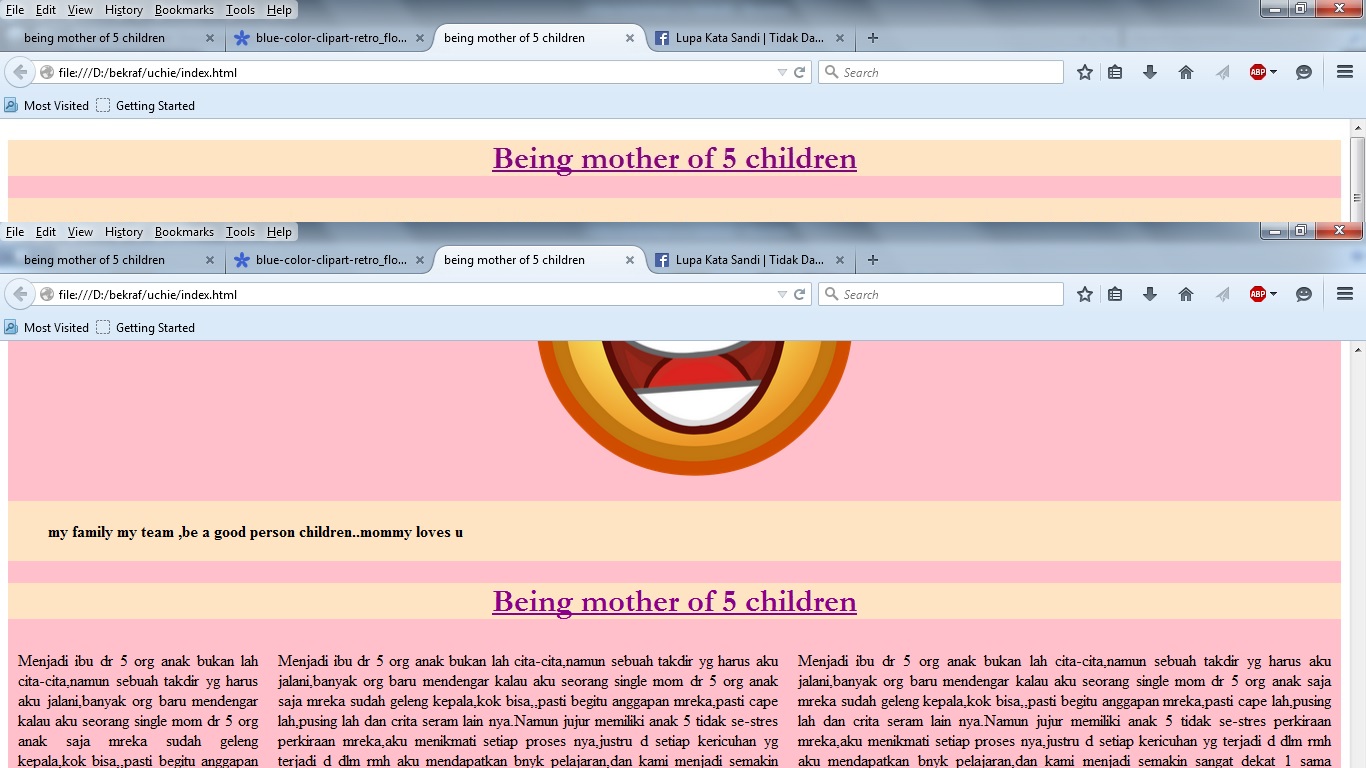 File Edit View History Bookmarks Tools Help
being mother of 5 children blue-color-clipart-retro_flo... being mother of 5 children Lupa Kata Sandi | Tidak Da...
file:///D:/bekraf/uchie/index.html Search ABP
Most Visited Getting Started
Being mother of 5 children
File Edit View History Bookmarks Tools Help
being mother of 5 children blue-color-clipart-retro_flo... being mother of 5 children Lupa Kata Sandi | Tidak Da...
file:///D:/bekraf/uchie/index.html Search ABP
Most Visited Getting Started
my family my team ,be a good person children..mommy loves u
Being mother of 5 children
Menjadi ibu dr 5 org anak bukan lah
cita-cita,namun sebuah takdir yg harus
aku jalani,banyak org baru mendengar
kalau aku seorang single mom dr 5 org
anak saja mreka sudah geleng
kepala,kok bisa,,pasti begitu anggapan
Menjadi ibu dr 5 org anak bukan lah cita-cita,namun sebuah takdir yg harus aku
jalani,banyak org baru mendengar kalau aku seorang single mom dr 5 org anak
saja mreka sudah geleng kepala,kok bisa,,pasti begitu anggapan mreka,pasti cape
lah,pusing lah dan crita seram lain nya.Namun jujur memiliki anak 5 tidak se-stres
perkiraan mreka,aku menikmati setiap proses nya,justru d setiap kericuhan yg
terjadi d dlm rmh aku mendapatkan bnyk pelajaran,dan kami menjadi semakin
Menjadi ibu dr 5 org anak bukan lah cita-cita,namun sebuah takdir yg harus aku
jalani,banyak org baru mendengar kalau aku seorang single mom dr 5 org anak saja
mreka sudah geleng kepala,kok bisa,,pasti begitu anggapan mreka,pasti cape lah,pusing
lah dan crita seram lain nya.Namun jujur memiliki anak 5 tidak se-stres perkiraan
mreka,aku menikmati setiap proses nya,justru d setiap kericuhan yg terjadi d dlm rmh
aku mendapatkan bnyk pelajaran,dan kami menjadi semakin sangat dekat 1 sama